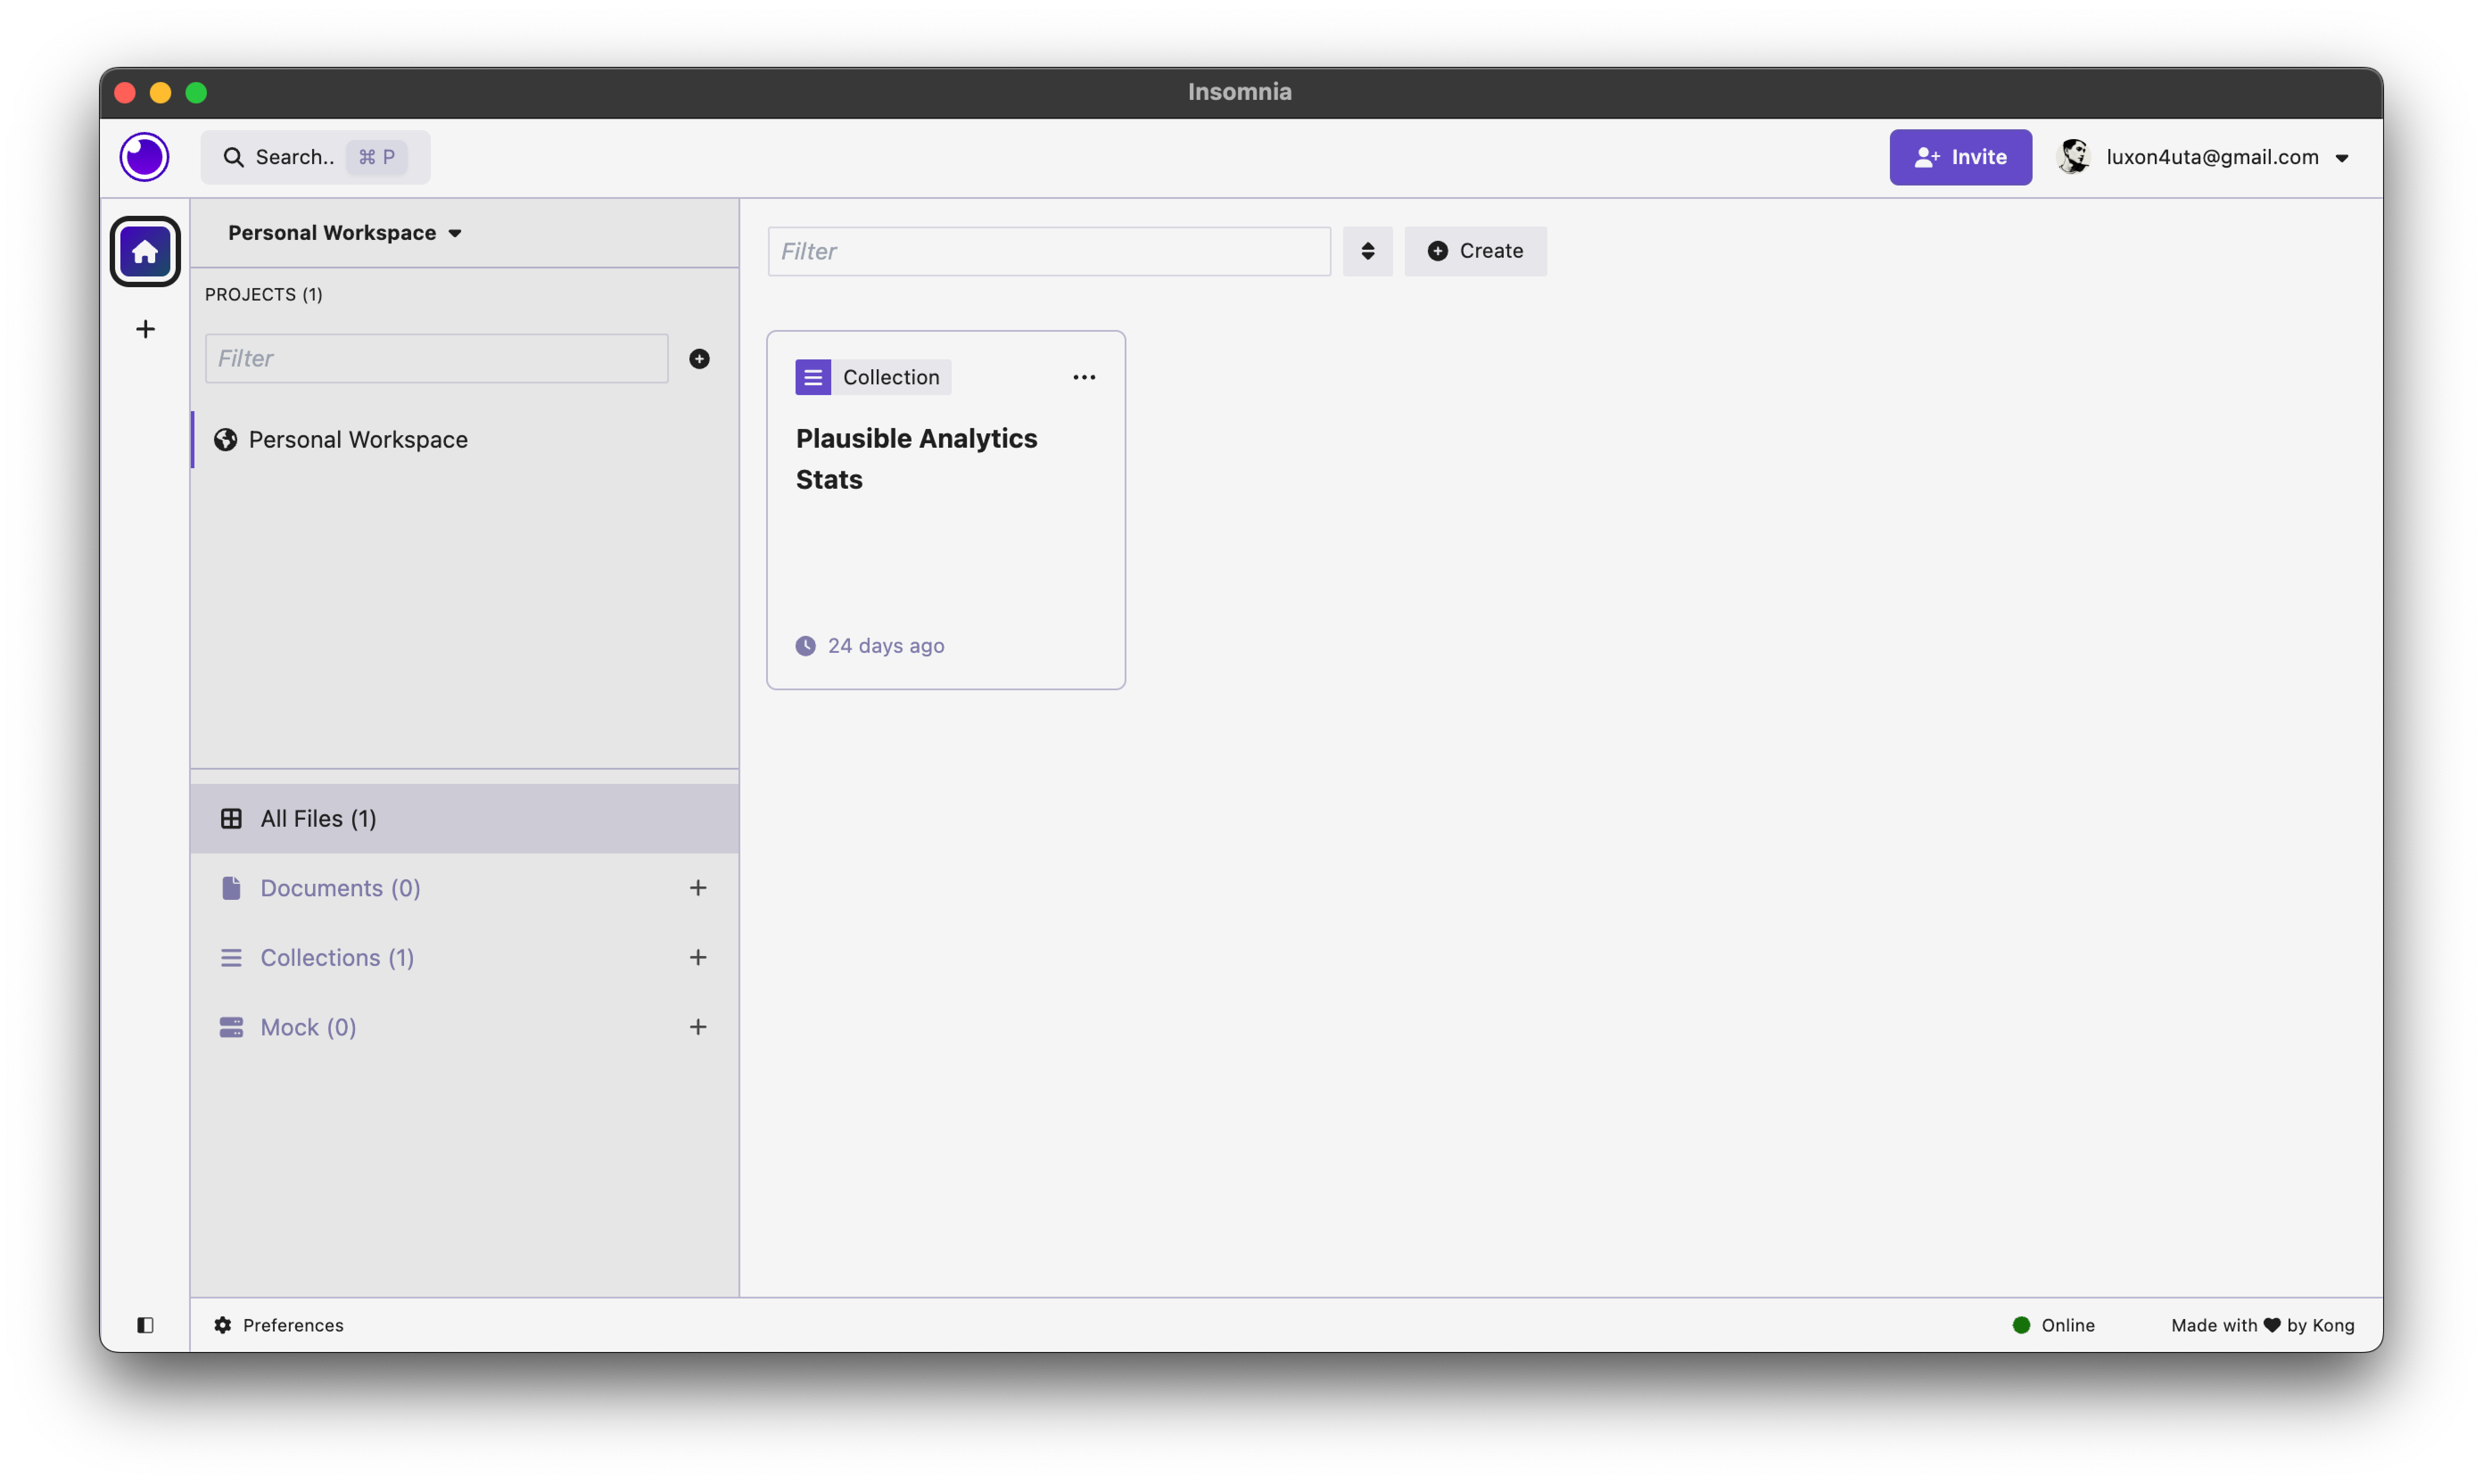 Insomnia
Search.. ⌘ P
Invite
luxon4uta@gmail.com
Personal Workspace
PROJECTS (1)
Filter
Personal Workspace
All Files (1)
Documents (0)
Collections (1)
Mock (0)
Filter
Create
Collection
Plausible Analytics
Stats
24 days ago
Preferences
Online
Made with ♥ by Kong